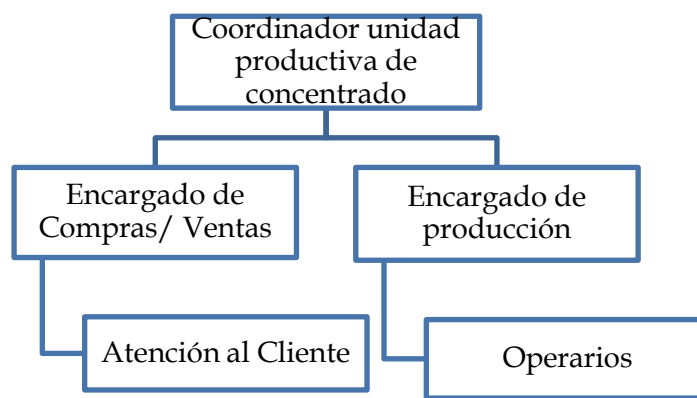 Coordinador unidad
productiva de
concentrado
Encargado de
Compras/ Ventas
Encargado de
producción
Atención al Cliente
Operarios